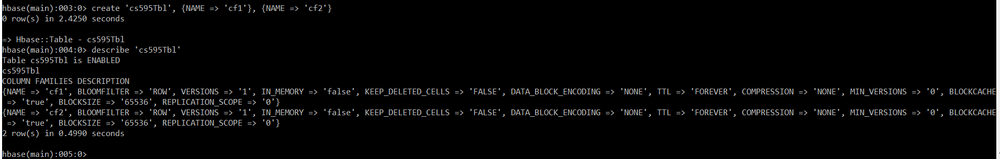 hbase(main):003:0> create 'cs595Tbl', {NAME => 'cf1'}, {NAME => 'cf2'}
0 row(s) in 2.4250 seconds
=> Hbase::Table - cs595Tbl
hbase(main):004:0> describe 'cs595Tbl'
Table cs595Tbl is ENABLED
cs595Tbl
COLUMN FAMILIES DESCRIPTION
{NAME => 'cf1', BLOOMFILTER => 'ROW', VERSIONS => '1', IN_MEMORY => 'false', KEEP_DELETED_CELLS => 'FALSE', DATA_BLOCK_ENCODING => 'NONE', TTL => 'FOREVER', COMPRESSION => 'NONE', MIN_VERSIONS => '0', BLOCKCACHE
 => 'true', BLOCKSIZE => '65536', REPLICATION_SCOPE => '0'}
{NAME => 'cf2', BLOOMFILTER => 'ROW', VERSIONS => '1', IN_MEMORY => 'false', KEEP_DELETED_CELLS => 'FALSE', DATA_BLOCK_ENCODING => 'NONE', TTL => 'FOREVER', COMPRESSION => 'NONE', MIN_VERSIONS => '0', BLOCKCACHE
 => 'true', BLOCKSIZE => '65536', REPLICATION_SCOPE => '0'}
2 row(s) in 0.4990 seconds
hbase(main):005:0>